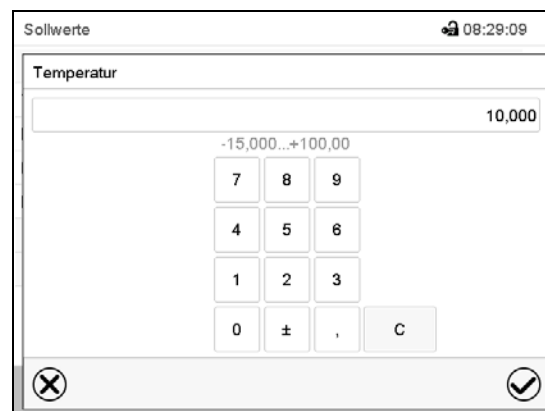 Sollwerte 08:29:09
Temperatur
10,000
-15,000...+100,00
7 8 9
4 5 6
1 2 3
0 ± , C